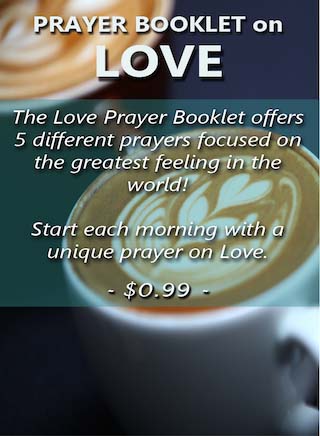 PRAYER BOOKLET on
LOVE
The Love Prayer Booklet offers
5 different prayers focused on
the greatest feeling in the
world!
Start each morning with a
unique prayer on Love.
- $0.99 -